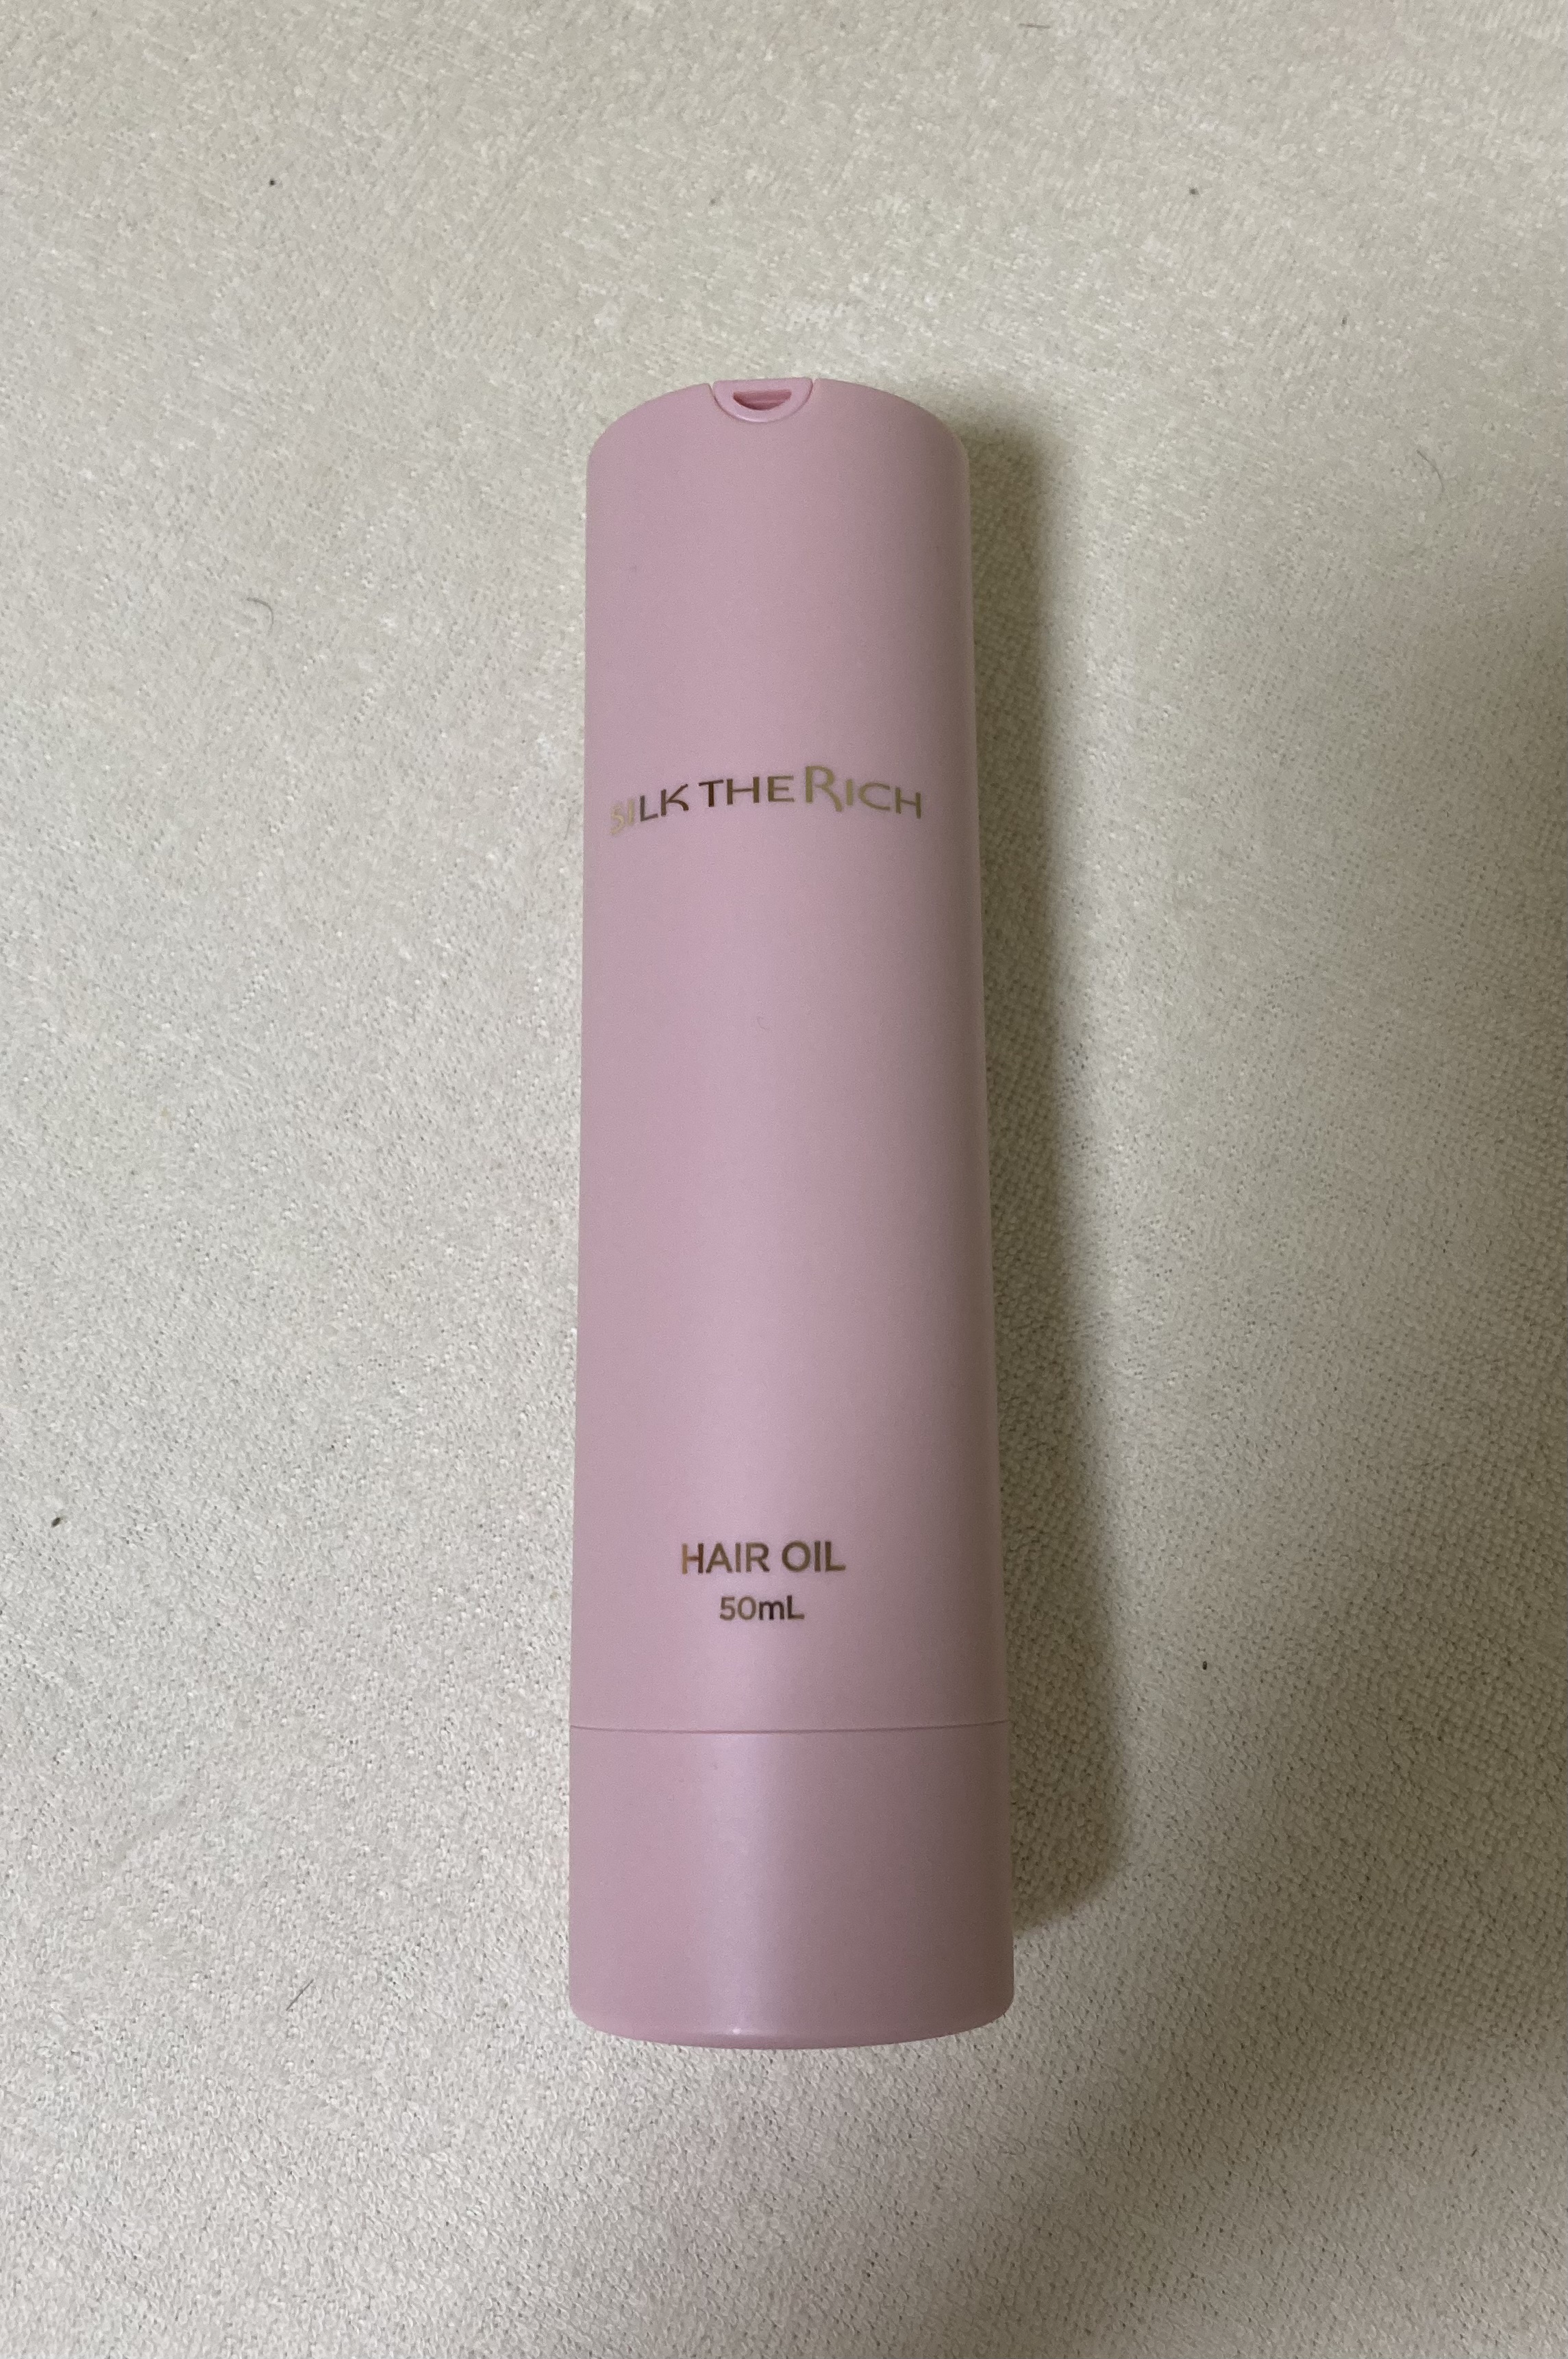 SILK THE RICH
HAIR OIL
50mL